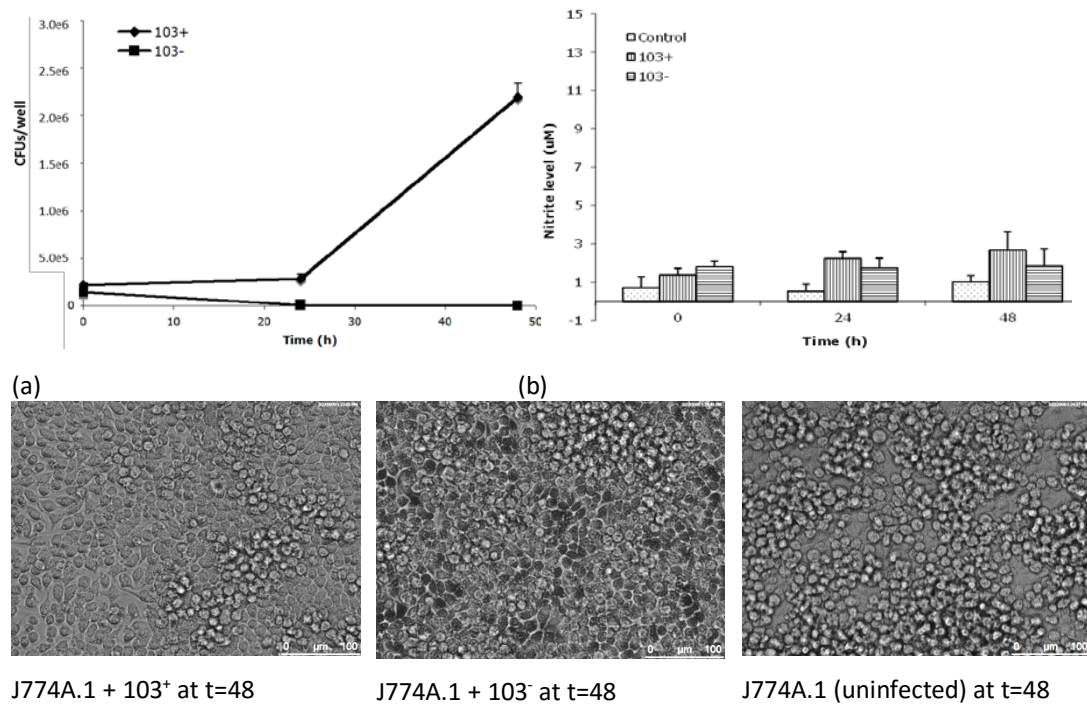 3.0e6
2.5e6
2.0e6
1.5e6
1.0e6
5.0e5
0
CFUs/well
103+
103-
0 10 20 30 40 50
Time (h)
15
13
11
9
7
5
3
1
-1
Nitrite level (uM)
Control
103+
103-
0 24 48
Time (h)
(a) (b)
0 µm 100
0 µm 100
0 µm 100
J774A.1 + 103⁺ at t=48
J774A.1 + 103⁻ at t=48
J774A.1 (uninfected) at t=48